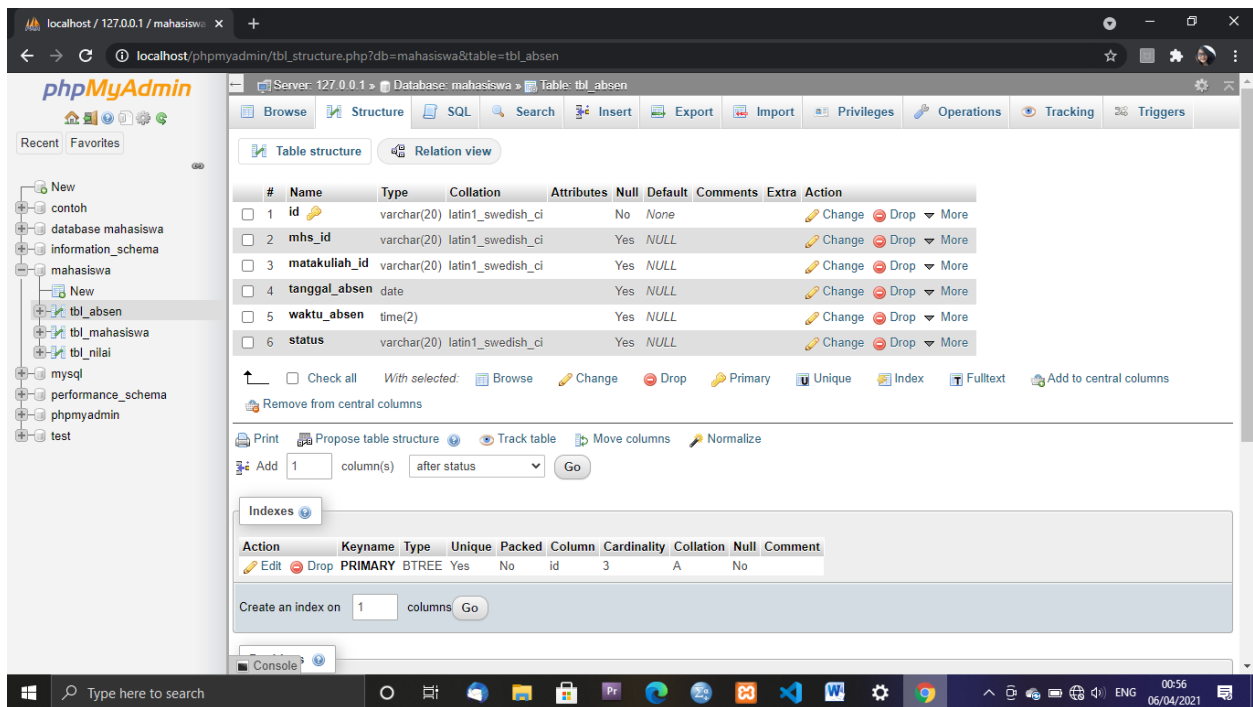 localhost / 127.0.0.1 / mahasiswa
localhost/phpmyadmin/tbl_structure.php?db=mahasiswa&table=tbl_absen
phpMyAdmin
Recent Favorites
New
contoh
database mahasiswa
information_schema
mahasiswa
New
tbl_absen
tbl_mahasiswa
tbl_nilai
mysql
performance_schema
phpmyadmin
test
Server: 127.0.0.1 » Database: mahasiswa » Table: tbl_absen
Browse Structure SQL Search Insert Export Import Privileges Operations Tracking Triggers
Table structure Relation view
# Name Type Collation Attributes Null Default Comments Extra Action
1 id varchar(20) latin1_swedish_ci No None Change Drop More
2 mhs_id varchar(20) latin1_swedish_ci Yes NULL Change Drop More
3 matakuliah_id varchar(20) latin1_swedish_ci Yes NULL Change Drop More
4 tanggal_absen date Yes NULL Change Drop More
5 waktu_absen time(2) Yes NULL Change Drop More
6 status varchar(20) latin1_swedish_ci Yes NULL Change Drop More
Check all With selected: Browse Change Drop Primary Unique Index Fulltext Add to central columns
Remove from central columns
Print Propose table structure Track table Move columns Normalize
Add 1 column(s) after status Go
Indexes
Action Keyname Type Unique Packed Column Cardinality Collation Null Comment
Edit Drop PRIMARY BTREE Yes No id 3 A No
Create an index on 1 columns Go
Console
Type here to search
Pr
ENG
00:56
06/04/2021